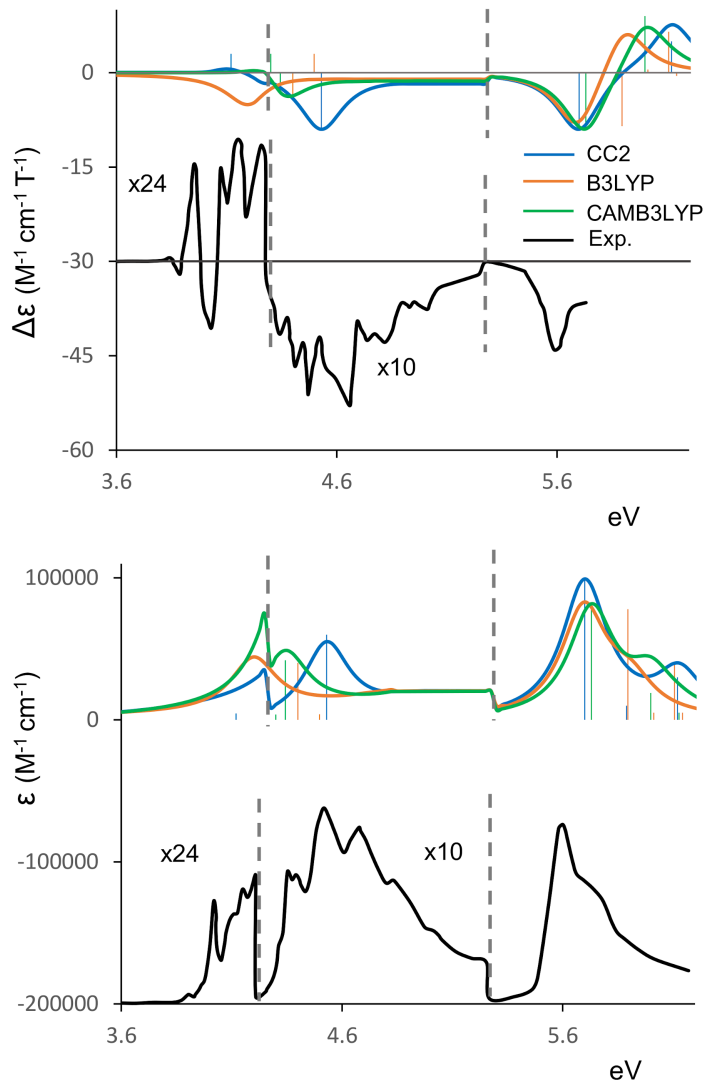 0
-15
-30
-45
-60
Δε (M⁻¹ cm⁻¹ T⁻¹)
x24
x10
CC2
B3LYP
CAMB3LYP
Exp.
3.6
4.6
5.6
eV
100000
0
-100000
-200000
ε (M⁻¹ cm⁻¹)
x24
x10
3.6
4.6
5.6
eV